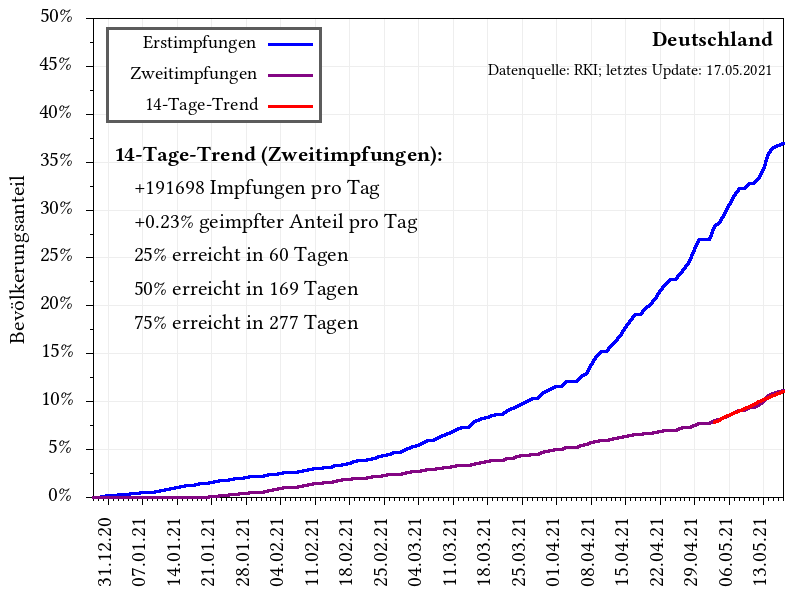 50%
45%
40%
35%
30%
25%
20%
15%
10%
5%
0%
Bevölkerungsanteil
Erstimpfungen
Zweitimpfungen
14-Tage-Trend
Deutschland
Datenquelle: RKI; letztes Update: 17.05.2021
14-Tage-Trend (Zweitimpfungen):
+191698 Impfungen pro Tag
+0.23% geimpfter Anteil pro Tag
25% erreicht in 60 Tagen
50% erreicht in 169 Tagen
75% erreicht in 277 Tagen
31.12.20
07.01.21
14.01.21
21.01.21
28.01.21
04.02.21
11.02.21
18.02.21
25.02.21
04.03.21
11.03.21
18.03.21
25.03.21
01.04.21
08.04.21
15.04.21
22.04.21
29.04.21
06.05.21
13.05.21